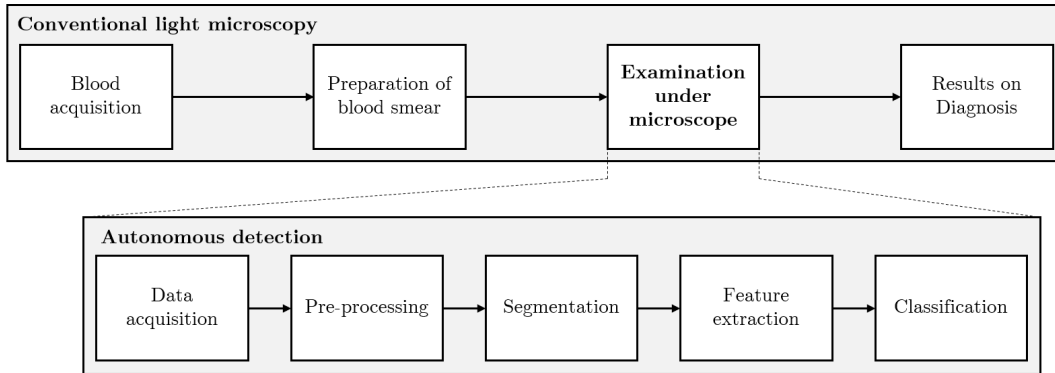 Conventional light microscopy
Blood
acquisition
Preparation of
blood smear
Examination
under
microscope
Results on
Diagnosis
Autonomous detection
Data
acquisition
Pre-processing
Segmentation
Feature
extraction
Classification